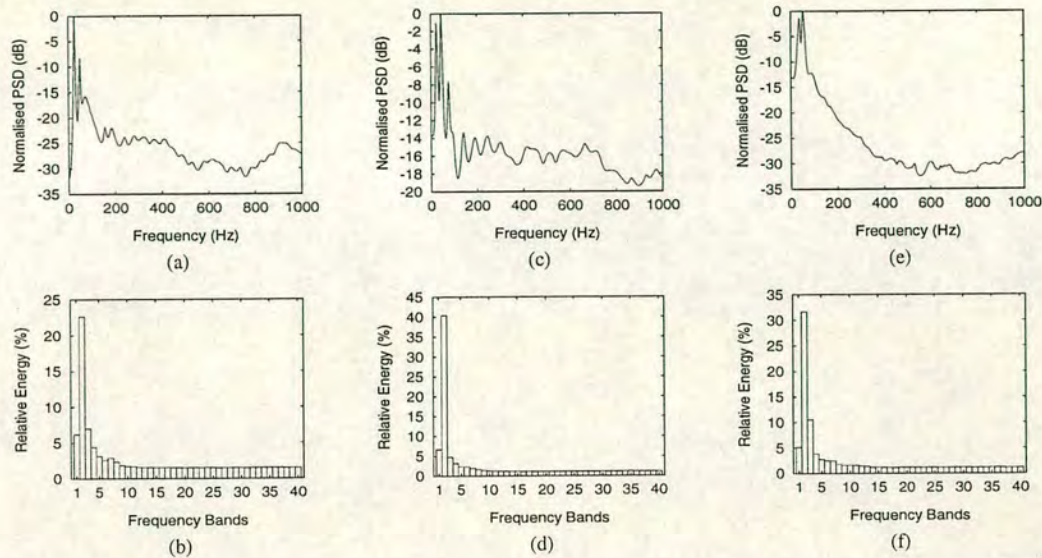 Normalised PSD (dB)
0
-5
-10
-15
-20
-25
-30
-35
0 200 400 600 800 1000
Frequency (Hz)
(a)
Normalised PSD (dB)
0
-2
-4
-6
-8
-10
-12
-14
-16
-18
-20
0 200 400 600 800 1000
Frequency (Hz)
(c)
Normalised PSD (dB)
0
-5
-10
-15
-20
-25
-30
-35
0 200 400 600 800 1000
Frequency (Hz)
(e)
Relative Energy (%)
25
20
15
10
5
0
1 5 10 15 20 25 30 35 40
Frequency Bands
(b)
Relative Energy (%)
45
40
35
30
25
20
15
10
5
0
1 5 10 15 20 25 30 35 40
Frequency Bands
(d)
Relative Energy (%)
35
30
25
20
15
10
5
0
1 5 10 15 20 25 30 35 40
Frequency Bands
(f)